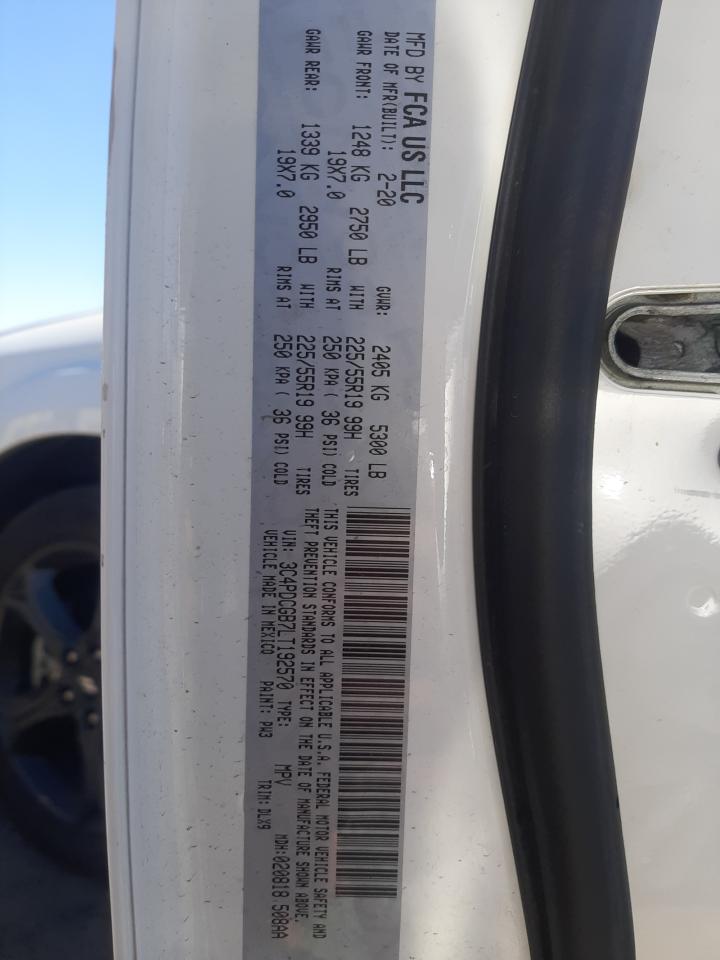 MFD BY FCA US LLC
DATE OF MFR(BUILT): 2-20 GVWR: 2405 KG 5300 LB
GAWR FRONT: 1248 KG 2750 LB WITH 225/55R19 99H TIRES
19X7.0 RIMS AT 250 KPA ( 36 PSI) COLD
GAWR REAR: 1339 KG 2950 LB WITH 225/55R19 99H TIRES
19X7.0 RIMS AT 250 KPA ( 36 PSI) COLD
THIS VEHICLE CONFORMS TO ALL APPLICABLE U.S.A. FEDERAL MOTOR VEHICLE SAFETY AND
THEFT PREVENTION STANDARDS IN EFFECT ON THE DATE OF MANUFACTURE SHOWN ABOVE.
VIN: 3C4PDCGB7LT192570 TYPE: MPV MDH:020818 508AA
VEHICLE MADE IN MEXICO PAINT: PW3 TRIM: DLX9